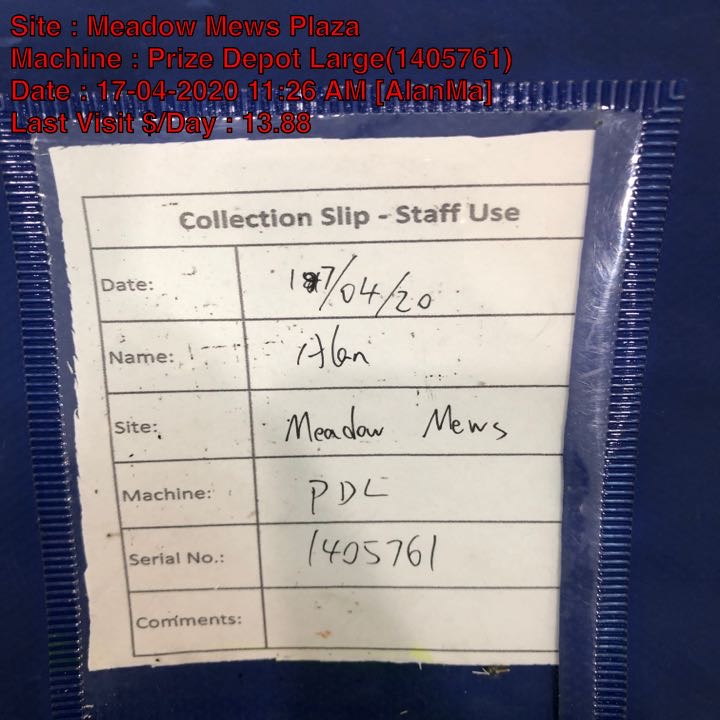 Site : Meadow Mews Plaza
Machine : Prize Depot Large(1405761)
Date : 17-04-2020 11:26 AM [AlanMa]
Last Visit $/Day : 13.88
Collection Slip - Staff Use
Date: 17/04/20
Name: Alan
Site: Meadow Mews
Machine: PDL
Serial No.: 1405761
Comments: